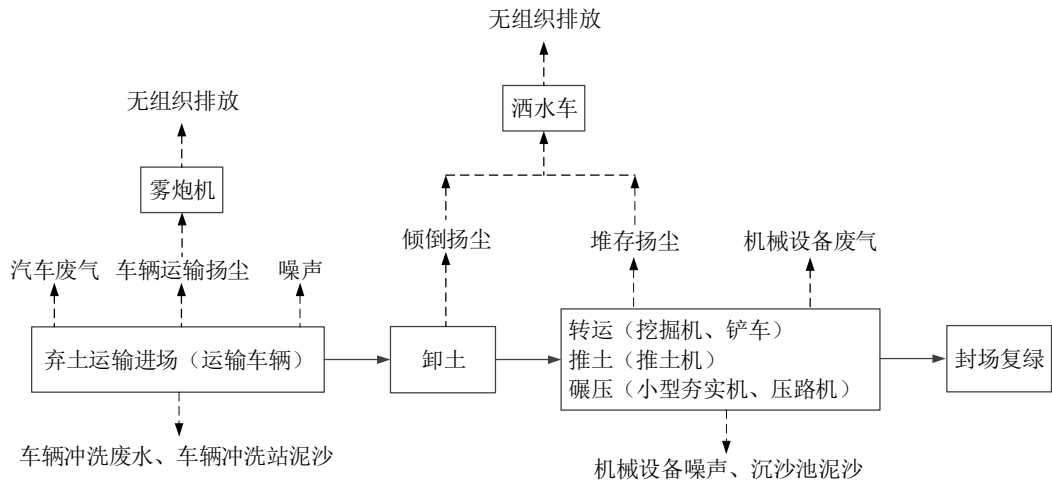 无组织排放
洒水车
无组织排放
雾炮机
倾倒扬尘
堆存扬尘
机械设备废气
汽车废气
车辆运输扬尘
噪声
弃土运输进场（运输车辆）
卸土
转运（挖掘机、铲车）
推土（推土机）
碾压（小型夯实机、压路机）
封场复绿
车辆冲洗废水、车辆冲洗站泥沙
机械设备噪声、沉沙池泥沙